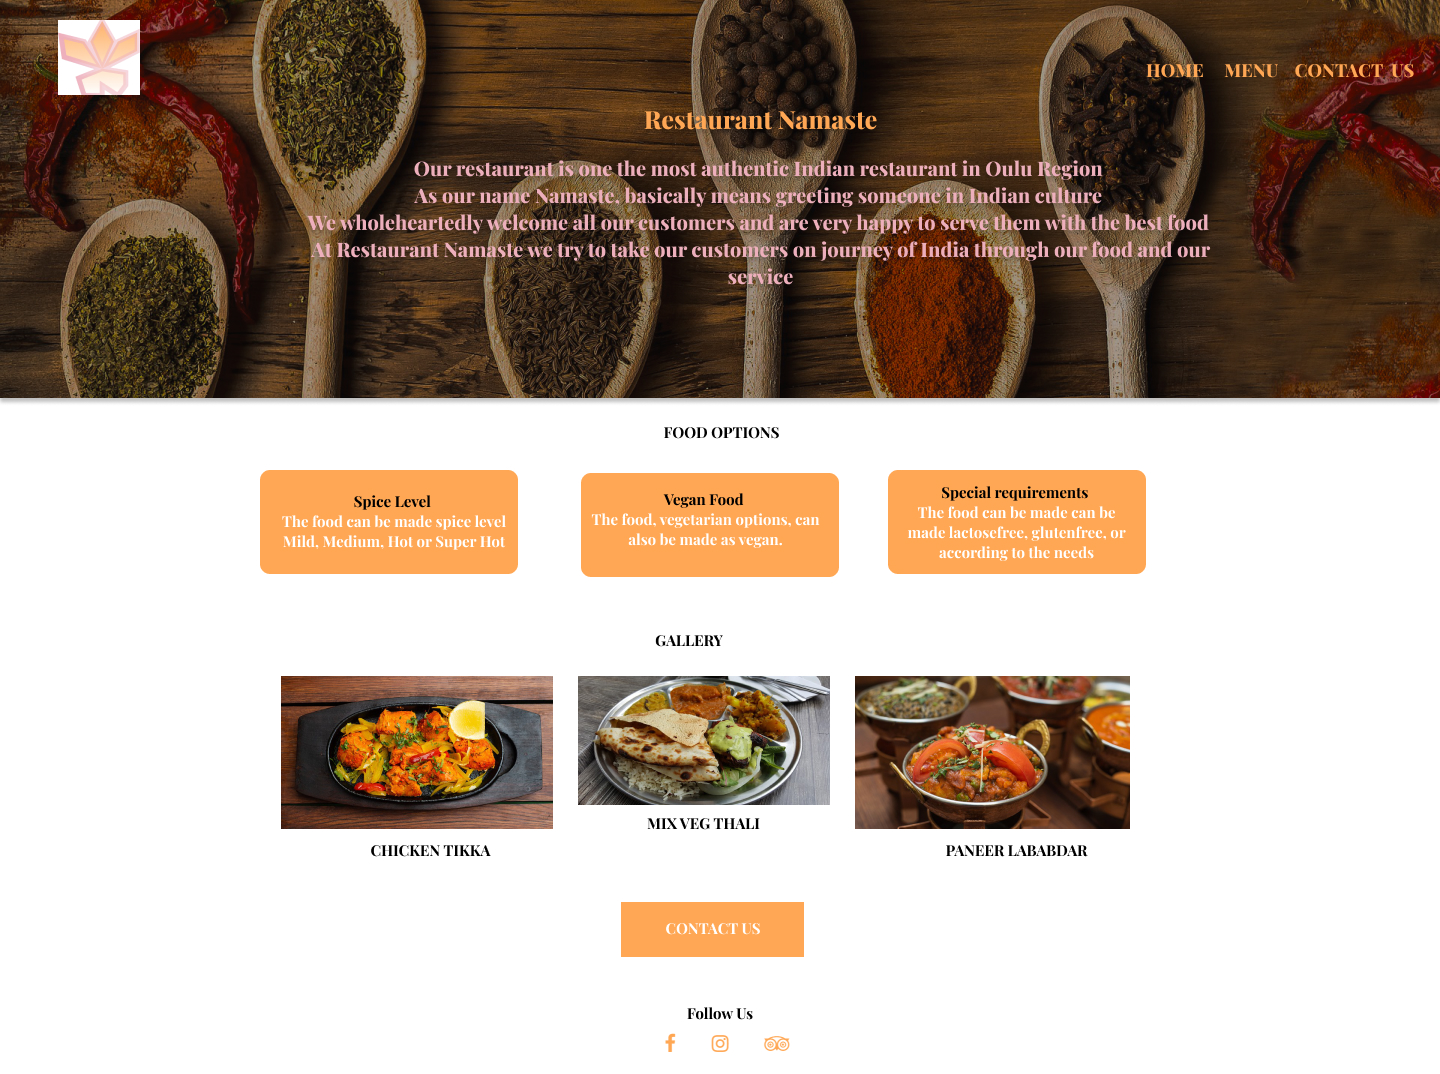 HOME MENU CONTACT US
Restaurant Namaste
Our restaurant is one the most authentic Indian restaurant in Oulu Region
As our name Namaste, basically means greeting someone in Indian culture
We wholeheartedly welcome all our customers and are very happy to serve them with the best food
At Restaurant Namaste we try to take our customers on journey of India through our food and our
service
FOOD OPTIONS
Spice Level
The food can be made spice level
Mild, Medium, Hot or Super Hot
Vegan Food
The food, vegetarian options, can
also be made as vegan.
Special requirements
The food can be made can be
made lactosefree, glutenfree, or
according to the needs
GALLERY
CHICKEN TIKKA
MIX VEG THALI
PANEER LABABDAR
CONTACT US
Follow Us